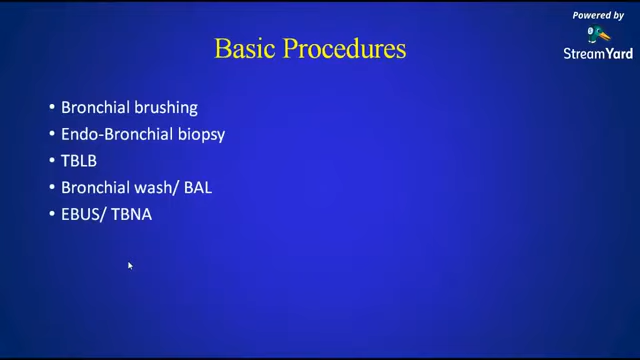 Powered by
StreamYard
Basic Procedures
• Bronchial brushing
• Endo-Bronchial biopsy
• TBLB
• Bronchial wash/ BAL
• EBUS/ TBNA